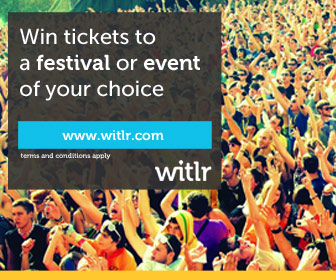 Win tickets to
a festival or event
of your choice
www.witlr.com
terms and conditions apply
witlr